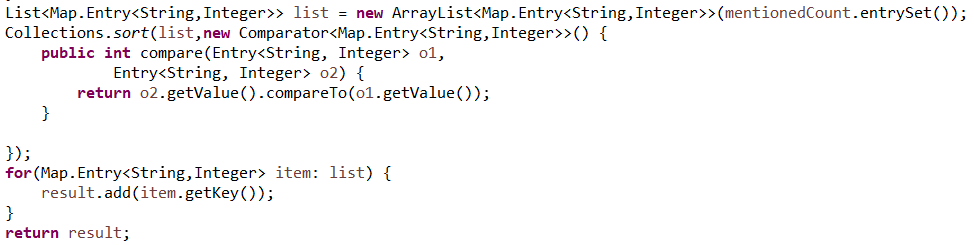 List<Map.Entry<String,Integer>> list = new ArrayList<Map.Entry<String,Integer>>(mentionedCount.entrySet());
Collections.sort(list,new Comparator<Map.Entry<String,Integer>>() {
    public int compare(Entry<String, Integer> o1,
            Entry<String, Integer> o2) {
        return o2.getValue().compareTo(o1.getValue());
    }

});
for(Map.Entry<String,Integer> item: list) {
    result.add(item.getKey());
}
return result;